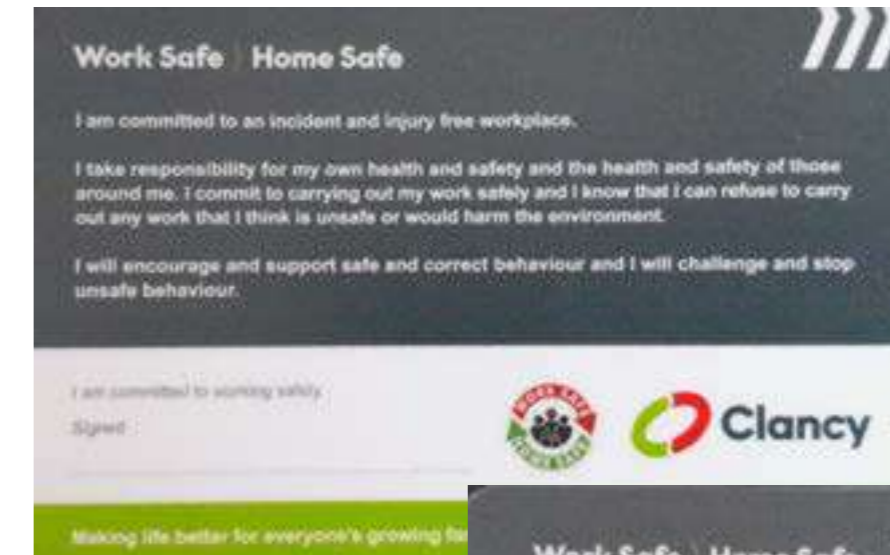 Work Safe | Home Safe
I am committed to an incident and injury free workplace.
I take responsibility for my own health and safety and the health and safety of those
around me. I commit to carrying out my work safely and I know that I can refuse to carry
out any work that I think is unsafe or would harm the environment.
I will encourage and support safe and correct behaviour and I will challenge and stop
unsafe behaviour.
I am committed to working safely.
Signed
WORK SAFE
HOME SAFE
Clancy
Making life better for everyone's growing
Work Safe | Home Safe